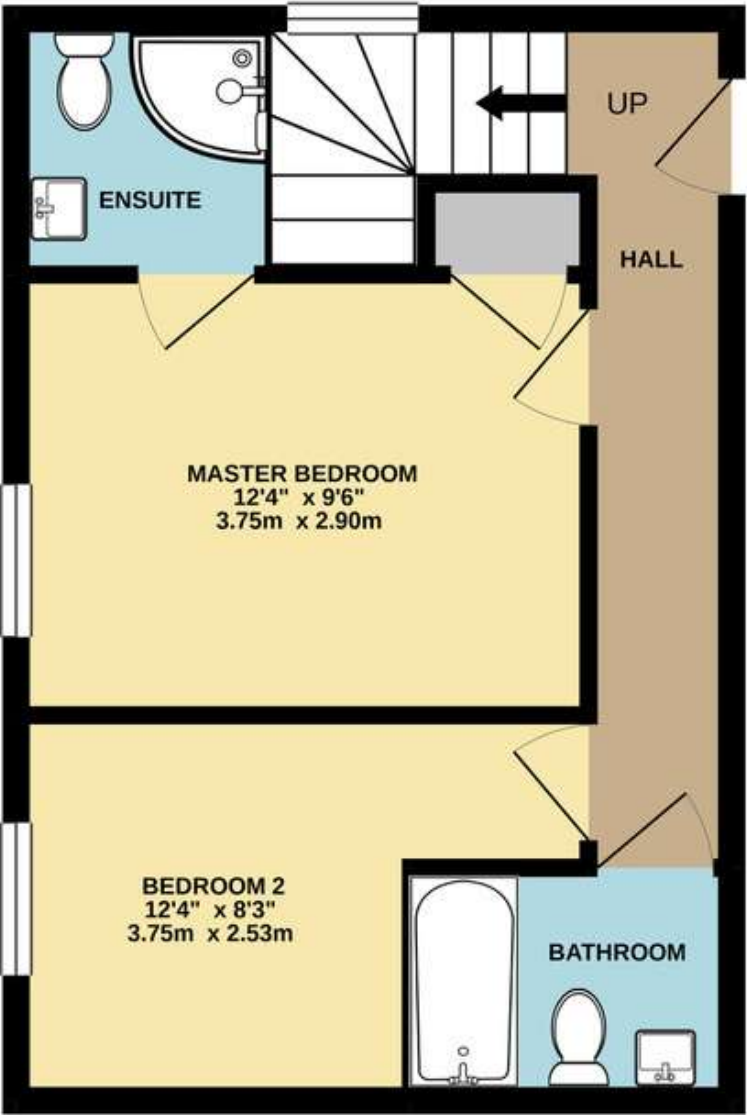 UP
ENSUITE
HALL
MASTER BEDROOM
12'4" x 9'6"
3.75m x 2.90m
BEDROOM 2
12'4" x 8'3"
3.75m x 2.53m
BATHROOM